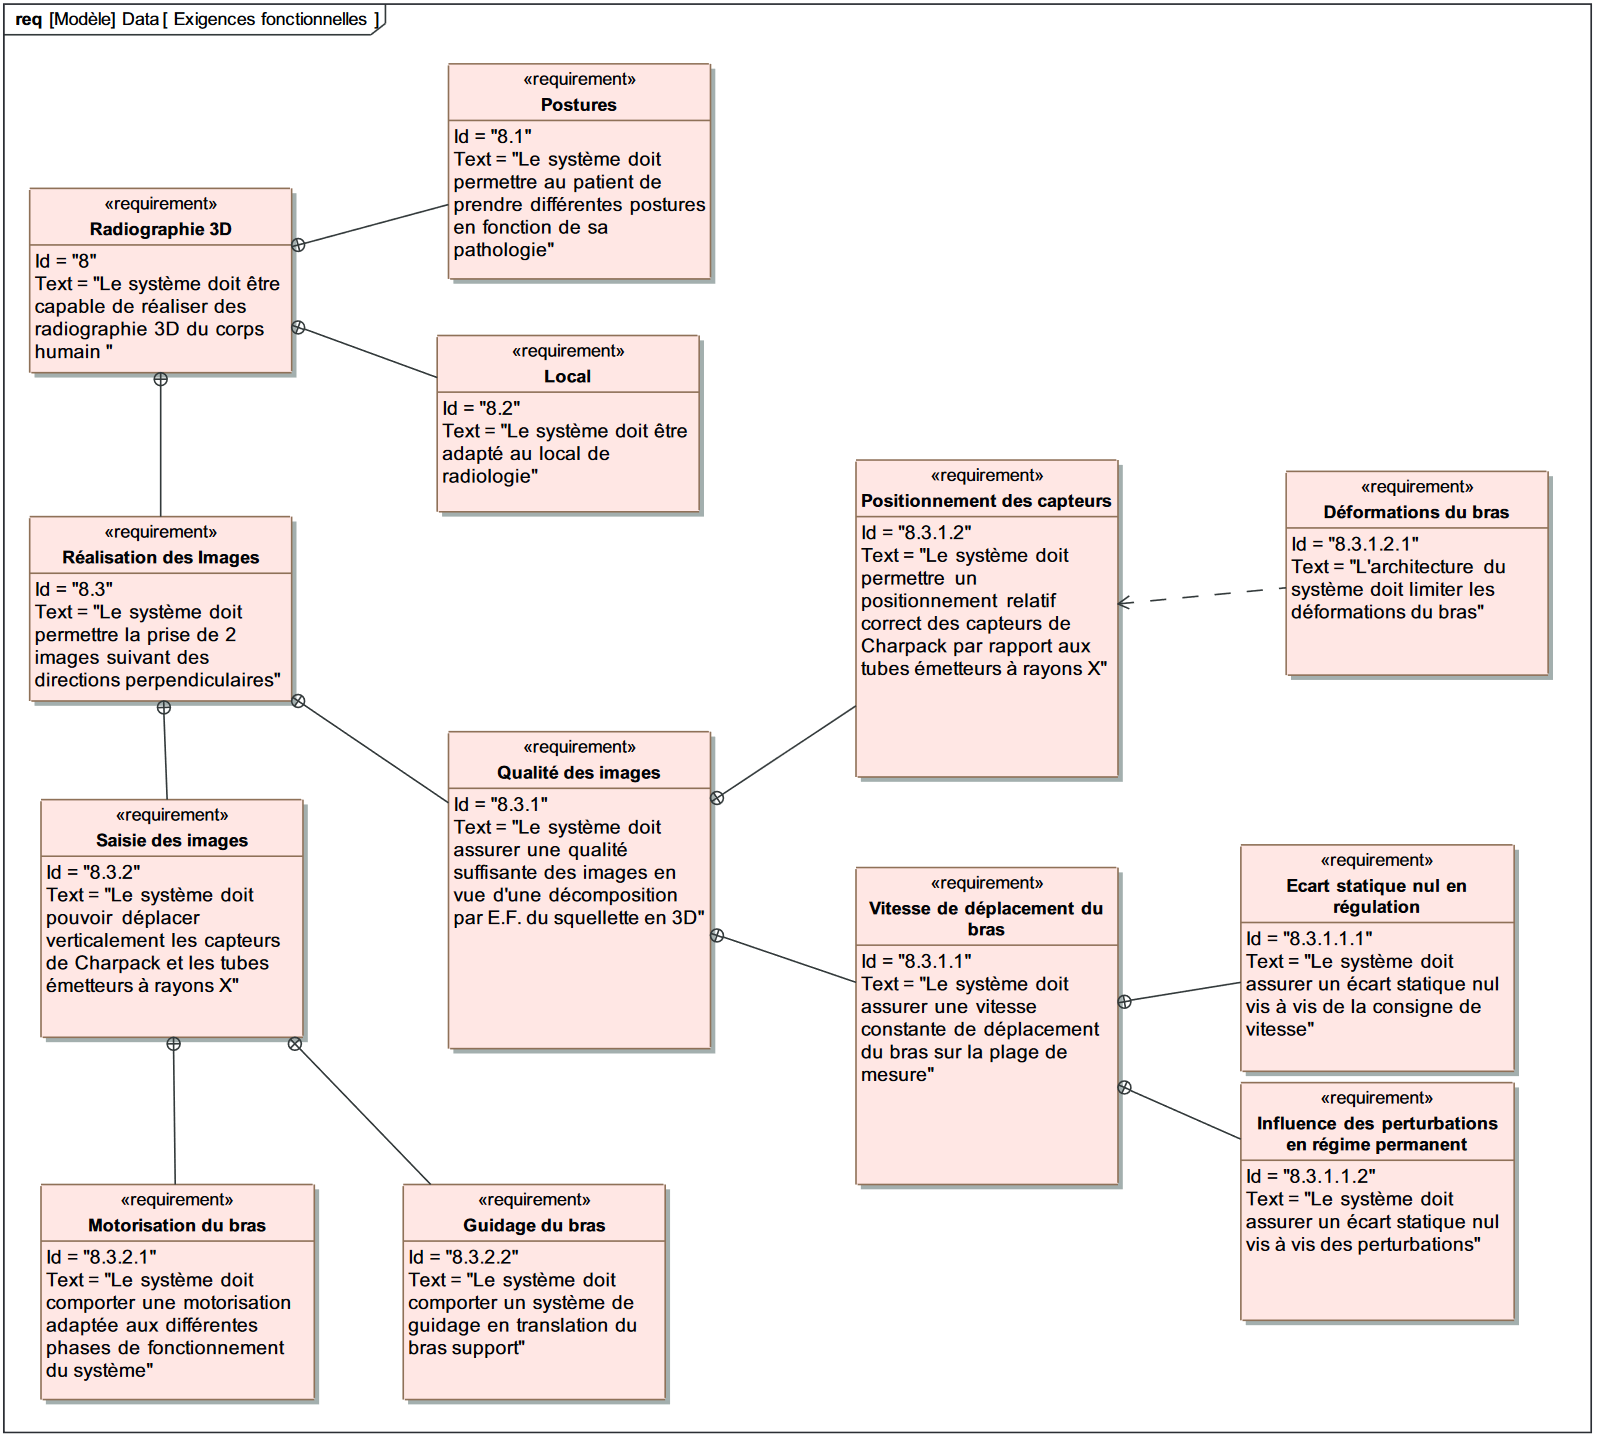 req [Modèle] Data [ Exigences fonctionnelles ]
«requirement»
Postures
Id = "8.1"
Text = "Le système doit
permettre au patient de
prendre différentes postures
en fonction de sa
pathologie"
«requirement»
Radiographie 3D
Id = "8"
Text = "Le système doit être
capable de réaliser des
radiographie 3D du corps
humain "
«requirement»
Local
Id = "8.2"
Text = "Le système doit être
adapté au local de
radiologie"
«requirement»
Positionnement des capteurs
Id = "8.3.1.2"
Text = "Le système doit
permettre un
positionnement relatif
correct des capteurs de
Charpack par rapport aux
tubes émetteurs à rayons X"
«requirement»
Déformations du bras
Id = "8.3.1.2.1"
Text = "L'architecture du
système doit limiter les
déformations du bras"
«requirement»
Réalisation des Images
Id = "8.3"
Text = "Le système doit
permettre la prise de 2
images suivant des
directions perpendiculaires"
«requirement»
Qualité des images
Id = "8.3.1"
Text = "Le système doit
assurer une qualité
suffisante des images en
vue d'une décomposition
par E.F. du squellette en 3D"
«requirement»
Saisie des images
Id = "8.3.2"
Text = "Le système doit
pouvoir déplacer
verticalement les capteurs
de Charpack et les tubes
émetteurs à rayons X"
«requirement»
Vitesse de déplacement du
bras
Id = "8.3.1.1"
Text = "Le système doit
assurer une vitesse
constante de déplacement
du bras sur la plage de
mesure"
«requirement»
Ecart statique nul en
régulation
Id = "8.3.1.1.1"
Text = "Le système doit
assurer un écart statique nul
vis à vis de la consigne de
vitesse"
«requirement»
Influence des perturbations
en régime permanent
Id = "8.3.1.1.2"
Text = "Le système doit
assurer un écart statique nul
vis à vis des perturbations"
«requirement»
Motorisation du bras
Id = "8.3.2.1"
Text = "Le système doit
comporter une motorisation
adaptée aux différentes
phases de fonctionnement
du système"
«requirement»
Guidage du bras
Id = "8.3.2.2"
Text = "Le système doit
comporter un système de
guidage en translation du
bras support"